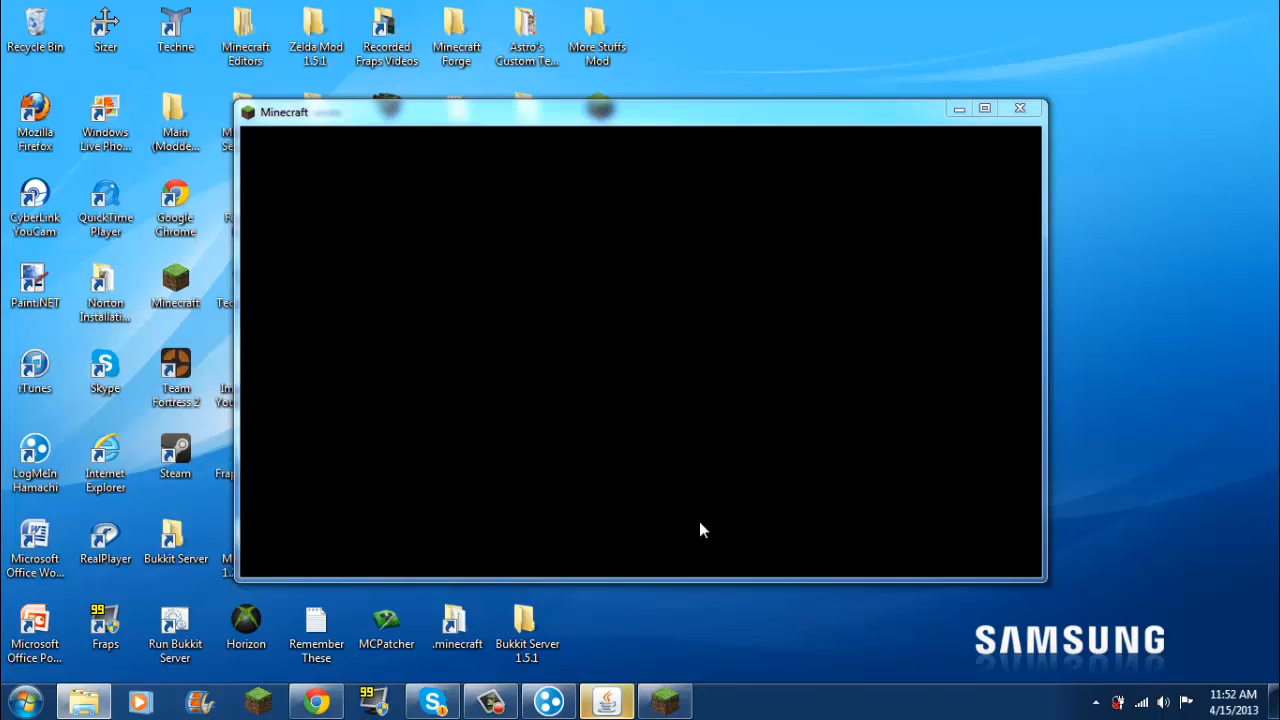 Recycle Bin
Sizer
Techne
Minecraft
Editors
Zelda Mod
1.5.1
Recorded
Fraps Videos
Minecraft
Forge
Astro's
Custom Te...
More Stuffs
Mod
Minecraft
Mozilla
Firefox
Windows
Live Pho...
Main
(Modde...
CyberLink
YouCam
QuickTime
Player
Google
Chrome
Paint.NET
Norton
Installati...
Minecraft
iTunes
Skype
Team
Fortress 2
LogMeIn
Hamachi
Internet
Explorer
Steam
Microsoft
Office Wo...
RealPlayer
Bukkit Server
Microsoft
Office Po...
99
Fraps
Run Bukkit
Server
Horizon
Remember
These
MCPatcher
.minecraft
Bukkit Server
1.5.1
SAMSUNG
99
11:52 AM
4/15/2013